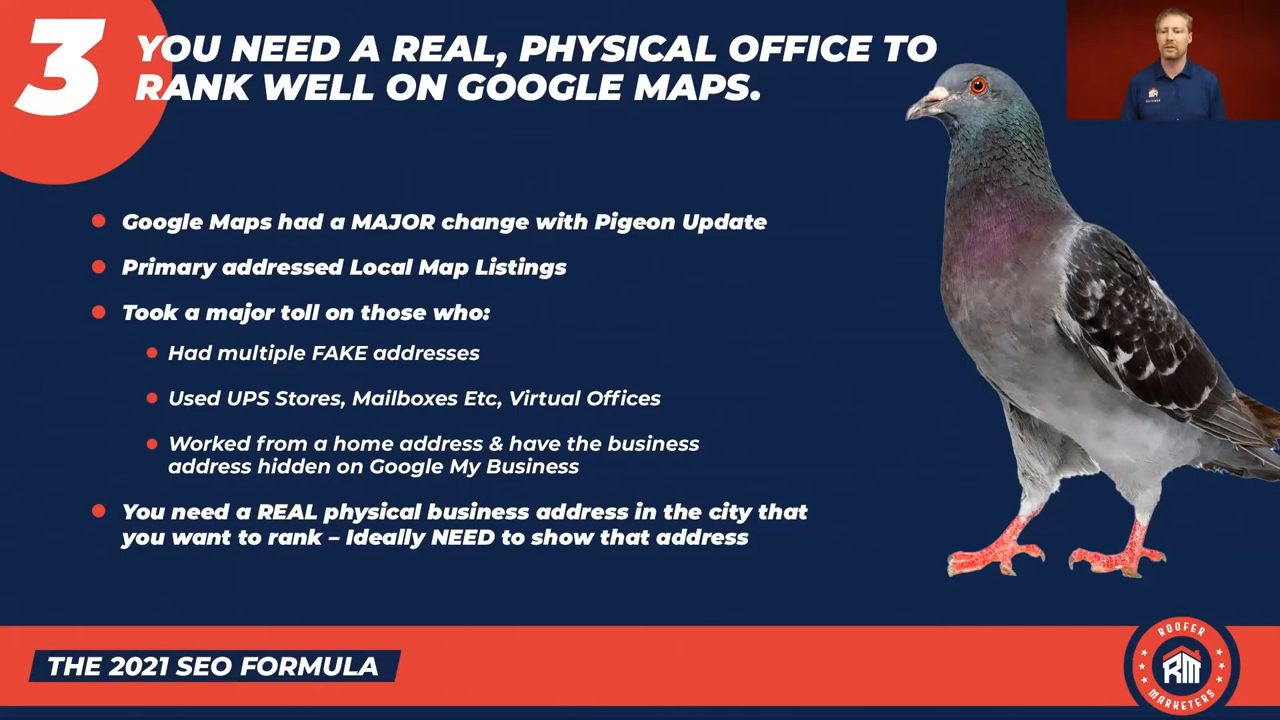 3
YOU NEED A REAL, PHYSICAL OFFICE TO
RANK WELL ON GOOGLE MAPS.
Google Maps had a MAJOR change with Pigeon Update
Primary addressed Local Map Listings
Took a major toll on those who:
Had multiple FAKE addresses
Used UPS Stores, Mailboxes Etc, Virtual Offices
Worked from a home address & have the business
address hidden on Google My Business
You need a REAL physical business address in the city that
you want to rank – Ideally NEED to show that address
THE 2021 SEO FORMULA
ROOFER
RM
MARKETERS